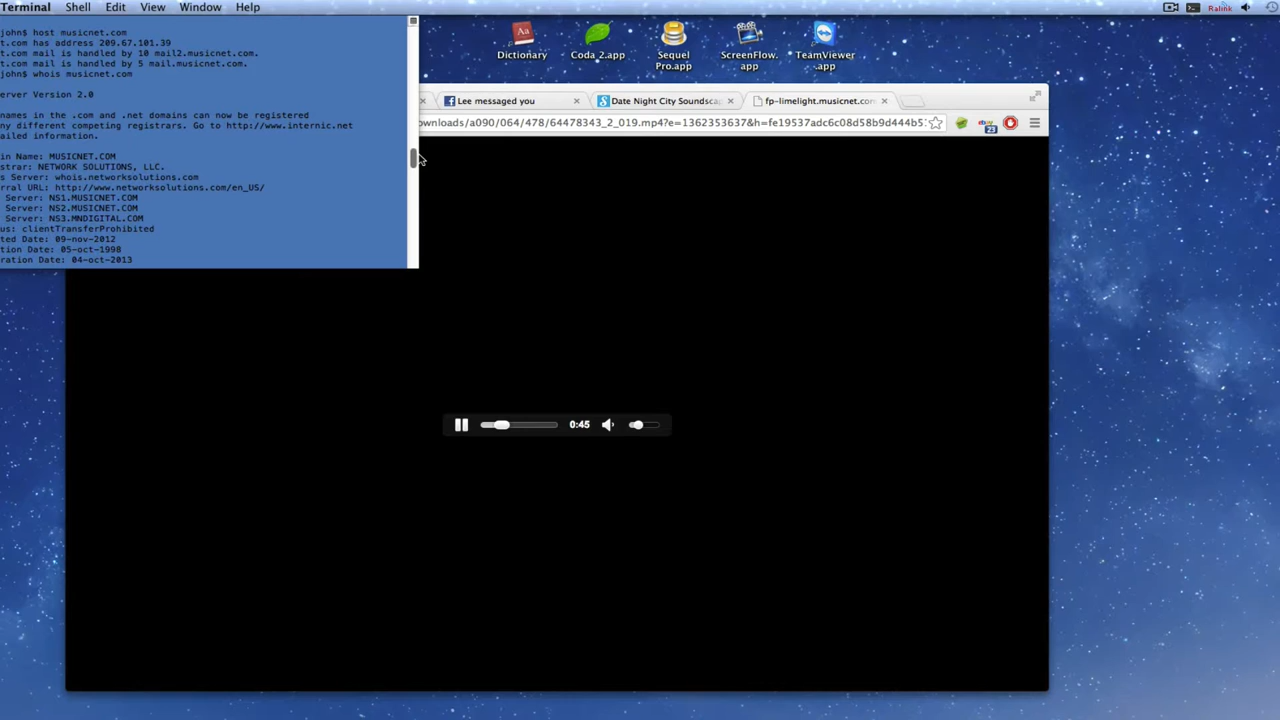 Terminal Shell Edit View Window Help
Ralink
john$ host musicnet.com
t.com has address 209.67.101.39
t.com mail is handled by 10 mail2.musicnet.com.
t.com mail is handled by 5 mail.musicnet.com.
john$ whois musicnet.com
erver Version 2.0
names in the .com and .net domains can now be registered
ny different competing registrars. Go to http://www.internic.net
ailed information.
in Name: MUSICNET.COM
strar: NETWORK SOLUTIONS, LLC.
s Server: whois.networksolutions.com
rral URL: http://www.networksolutions.com/en_US/
Server: NS1.MUSICNET.COM
Server: NS2.MUSICNET.COM
Server: NS3.MNDIGITAL.COM
us: clientTransferProhibited
ted Date: 09-nov-2012
tion Date: 05-oct-1998
ration Date: 04-oct-2013
Dictionary
Coda 2.app
Sequel
Pro.app
ScreenFlow.
app
TeamViewer
.app
Lee messaged you
Date Night City Soundsca
fp-limelight.musicnet.com
ownloads/a090/064/478/64478343_2_019.mp4?e=1362353637&h=fe19537adc6c08d58b9d444b5
23
0:45